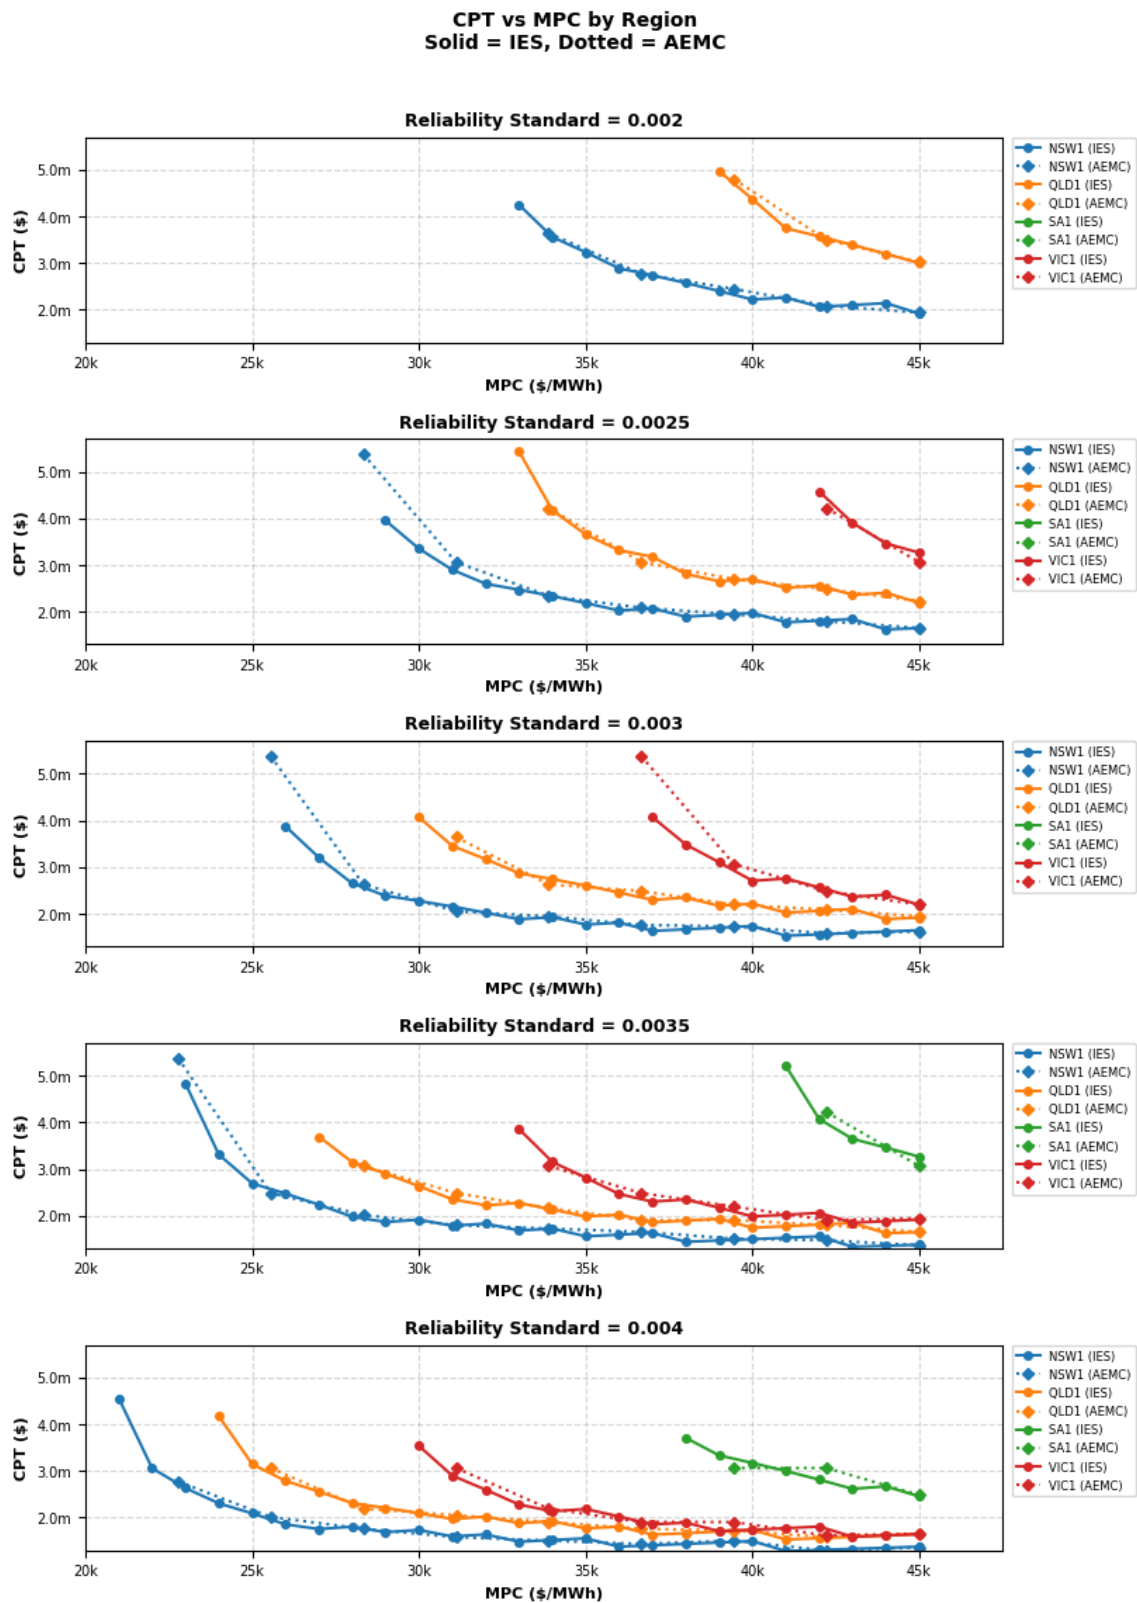 CPT vs MPC by Region
Solid = IES, Dotted = AEMC
Reliability Standard = 0.002
CPT ($)
5.0m
4.0m
3.0m
2.0m
20k 25k 30k 35k 40k 45k
MPC ($/MWh)
NSW1 (IES)
NSW1 (AEMC)
QLD1 (IES)
QLD1 (AEMC)
SA1 (IES)
SA1 (AEMC)
VIC1 (IES)
VIC1 (AEMC)
Reliability Standard = 0.0025
CPT ($)
5.0m
4.0m
3.0m
2.0m
20k 25k 30k 35k 40k 45k
MPC ($/MWh)
NSW1 (IES)
NSW1 (AEMC)
QLD1 (IES)
QLD1 (AEMC)
SA1 (IES)
SA1 (AEMC)
VIC1 (IES)
VIC1 (AEMC)
Reliability Standard = 0.003
CPT ($)
5.0m
4.0m
3.0m
2.0m
20k 25k 30k 35k 40k 45k
MPC ($/MWh)
NSW1 (IES)
NSW1 (AEMC)
QLD1 (IES)
QLD1 (AEMC)
SA1 (IES)
SA1 (AEMC)
VIC1 (IES)
VIC1 (AEMC)
Reliability Standard = 0.0035
CPT ($)
5.0m
4.0m
3.0m
2.0m
20k 25k 30k 35k 40k 45k
MPC ($/MWh)
NSW1 (IES)
NSW1 (AEMC)
QLD1 (IES)
QLD1 (AEMC)
SA1 (IES)
SA1 (AEMC)
VIC1 (IES)
VIC1 (AEMC)
Reliability Standard = 0.004
CPT ($)
5.0m
4.0m
3.0m
2.0m
20k 25k 30k 35k 40k 45k
MPC ($/MWh)
NSW1 (IES)
NSW1 (AEMC)
QLD1 (IES)
QLD1 (AEMC)
SA1 (IES)
SA1 (AEMC)
VIC1 (IES)
VIC1 (AEMC)